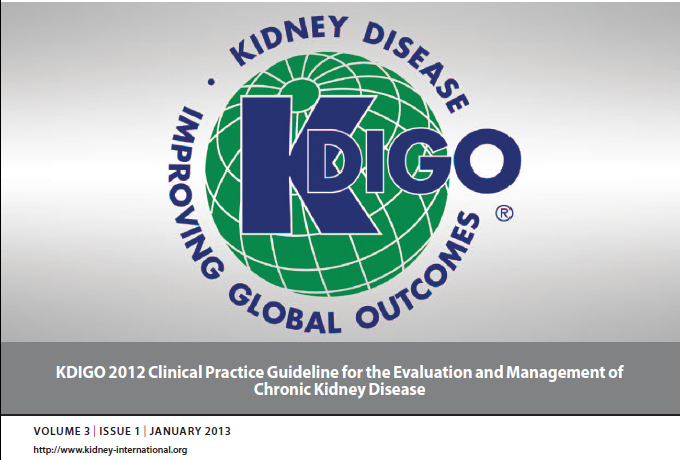 · KIDNEY DISEASE
IMPROVING GLOBAL OUTCOMES
KDIGO
®
KDIGO 2012 Clinical Practice Guideline for the Evaluation and Management of
Chronic Kidney Disease
VOLUME 3 | ISSUE 1 | JANUARY 2013
http://www.kidney-international.org